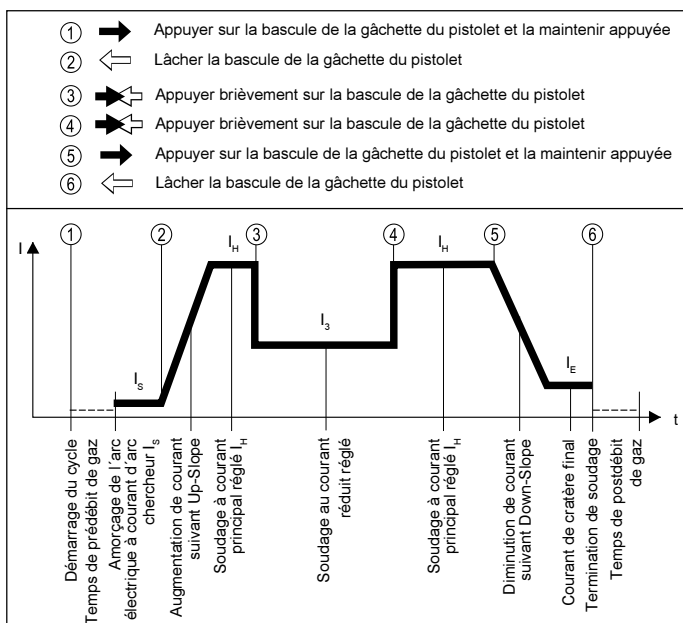 ① Appuyer sur la bascule de la gâchette du pistolet et la maintenir appuyée
② Lâcher la bascule de la gâchette du pistolet
③ Appuyer brièvement sur la bascule de la gâchette du pistolet
④ Appuyer brièvement sur la bascule de la gâchette du pistolet
⑤ Appuyer sur la bascule de la gâchette du pistolet et la maintenir appuyée
⑥ Lâcher la bascule de la gâchette du pistolet
① ② ③ ④ ⑤ ⑥
I
I_H
I_H
I_3
I_S
I_E
t
Démarrage du cycle
Temps de prédébit de gaz
Amorçage de l´arc
électrique à courant d´arc
chercheur I_S
Augmentation de courant
suivant Up-Slope
Soudage à courant
principal réglé I_H
Soudage au courant
réduit réglé
Soudage à courant
principal réglé I_H
Diminution de courant
suivant Down-Slope
Courant de cratère final
Termination de soudage
Temps de postdébit
de gaz